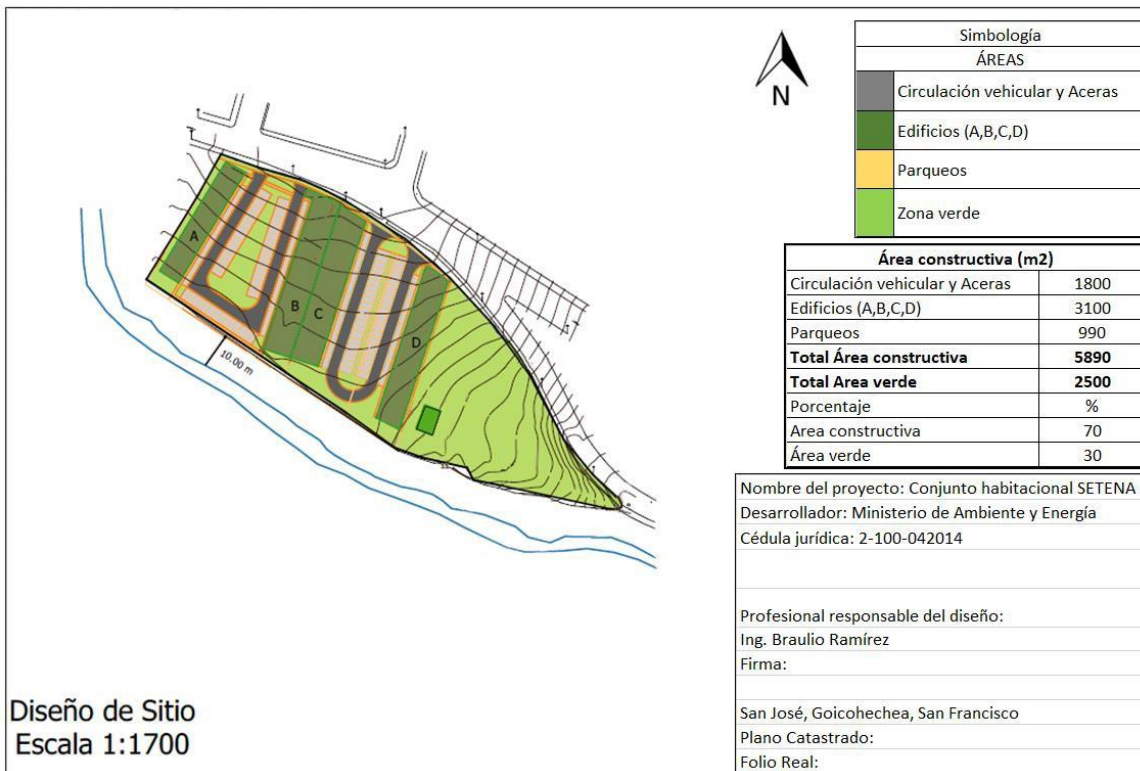 N
Simbología
ÁREAS
Circulación vehicular y Aceras
Edificios (A,B,C,D)
Parqueos
Zona verde
A
B
C
D
10.00 m
Área constructiva (m2)
Circulación vehicular y Aceras 1800
Edificios (A,B,C,D) 3100
Parqueos 990
Total Área constructiva 5890
Total Area verde 2500
Porcentaje %
Area constructiva 70
Área verde 30
Nombre del proyecto: Conjunto habitacional SETENA
Desarrollador: Ministerio de Ambiente y Energía
Cédula jurídica: 2-100-042014
Profesional responsable del diseño:
Ing. Braulio Ramírez
Firma:
San José, Goicohechea, San Francisco
Plano Catastrado:
Folio Real:
Diseño de Sitio
Escala 1:1700